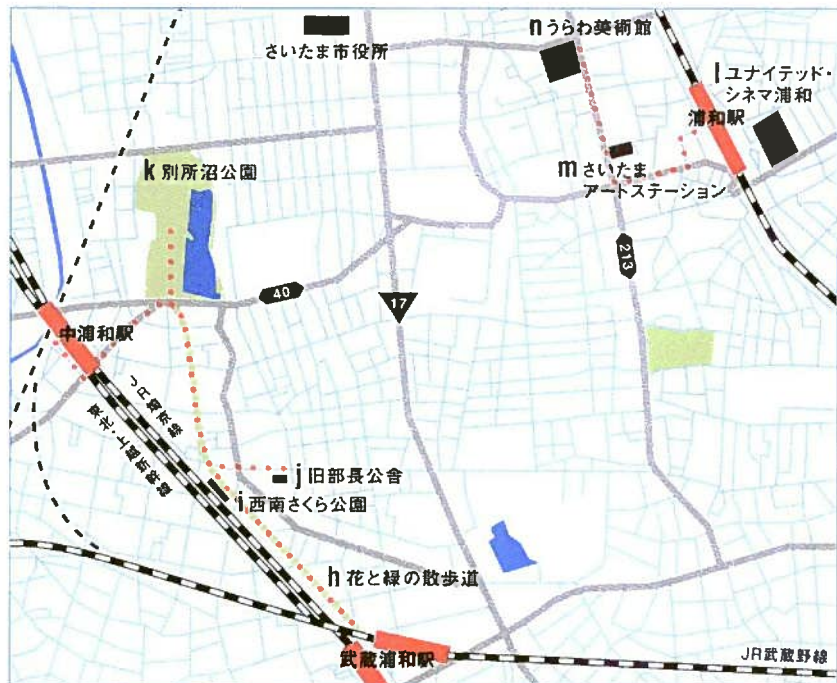 n うらわ美術館
さいたま市役所
l ユナイテッド・
シネマ浦和
浦和駅
k 別所沼公園
m さいたま
アートステーション
213
40
17
中浦和駅
JR埼京線
東北・上越新幹線
j 旧部長公舎
i 西南さくら公園
h 花と緑の散歩道
武蔵浦和駅
JR武蔵野線